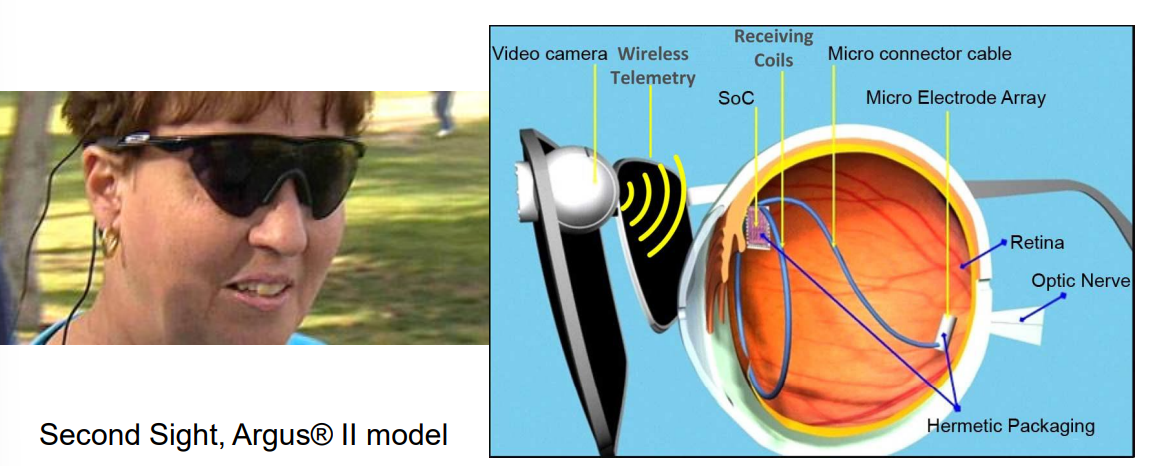 Video camera
Wireless
Telemetry
Receiving
Coils
Micro connector cable
SoC
Micro Electrode Array
Retina
Optic Nerve
Hermetic Packaging
Second Sight, Argus® II model